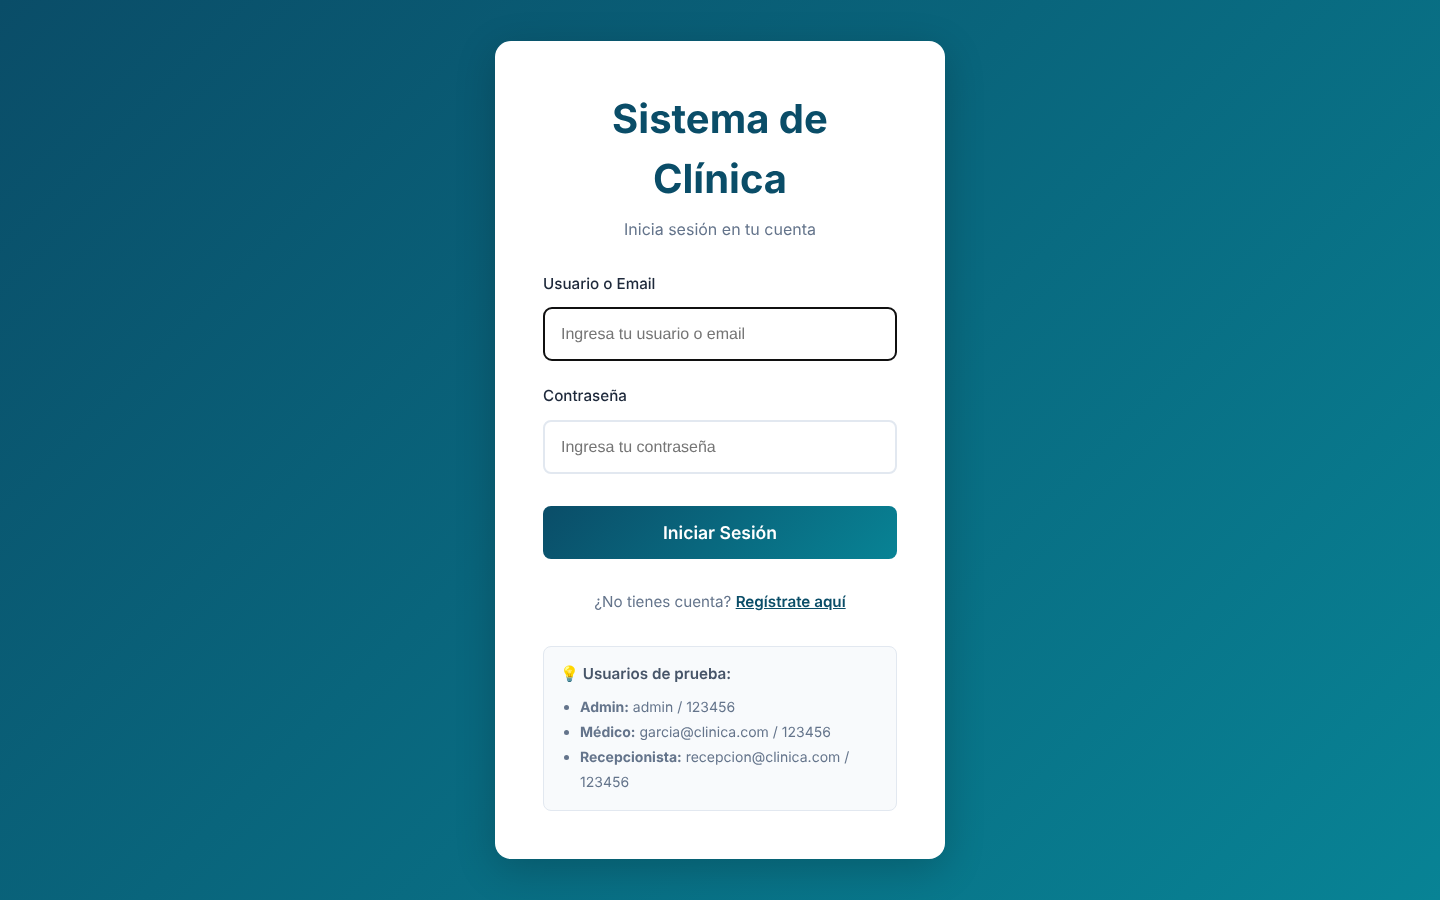 Sistema de
Clínica
Inicia sesión en tu cuenta
Usuario o Email
Ingresa tu usuario o email
Contraseña
Ingresa tu contraseña
Iniciar Sesión
¿No tienes cuenta? Regístrate aquí
💡 Usuarios de prueba:
• Admin: admin / 123456
• Médico: garcia@clinica.com / 123456
• Recepcionista: recepcion@clinica.com /
123456